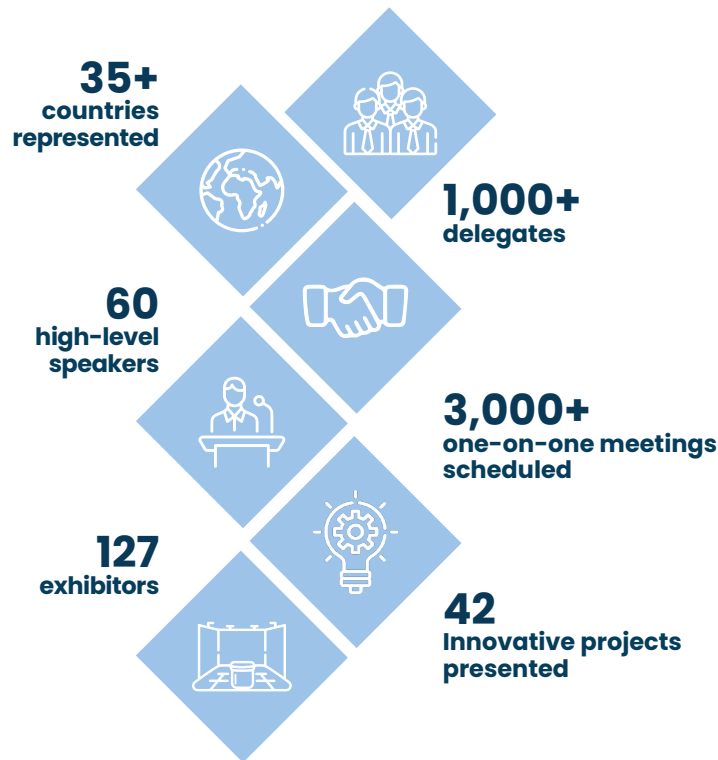 35+
countries
represented
1,000+
delegates
60
high-level
speakers
3,000+
one-on-one meetings
scheduled
127
exhibitors
42
Innovative projects
presented